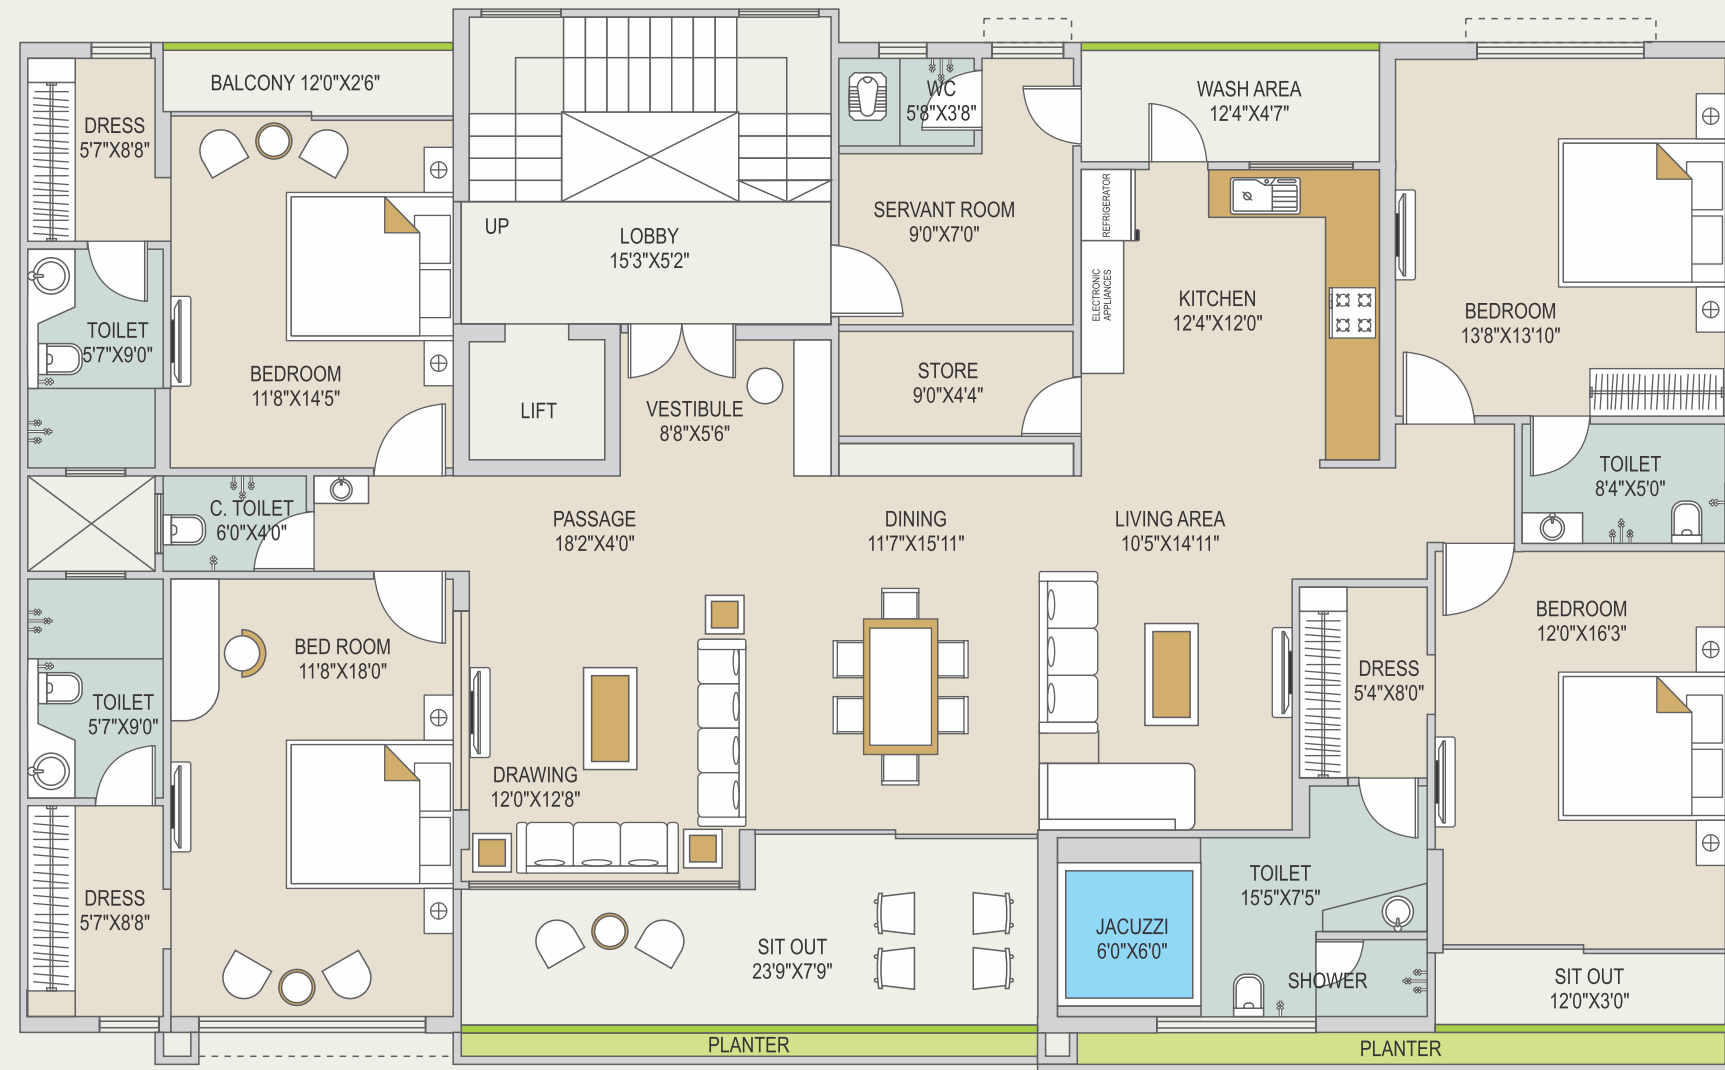 BALCONY 12'0"X2'6"
DRESS
5'7"X8'8"
WC
5'8"X3'8"
WASH AREA
12'4"X4'7"
REFRIGERATOR
SERVANT ROOM
9'0"X7'0"
UP
LOBBY
15'3"X5'2"
ELECTRONIC
APPLIANCES
KITCHEN
12'4"X12'0"
BEDROOM
13'8"X13'10"
TOILET
5'7"X9'0"
BEDROOM
11'8"X14'5"
LIFT
VESTIBULE
8'8"X5'6"
STORE
9'0"X4'4"
TOILET
8'4"X5'0"
C. TOILET
6'0"X4'0"
PASSAGE
18'2"X4'0"
DINING
11'7"X15'11"
LIVING AREA
10'5"X14'11"
BEDROOM
12'0"X16'3"
BED ROOM
11'8"X18'0"
DRESS
5'4"X8'0"
TOILET
5'7"X9'0"
DRAWING
12'0"X12'8"
DRESS
5'7"X8'8"
TOILET
15'5"X7'5"
JACUZZI
6'0"X6'0"
SIT OUT
23'9"X7'9"
SHOWER
SIT OUT
12'0"X3'0"
PLANTER
PLANTER